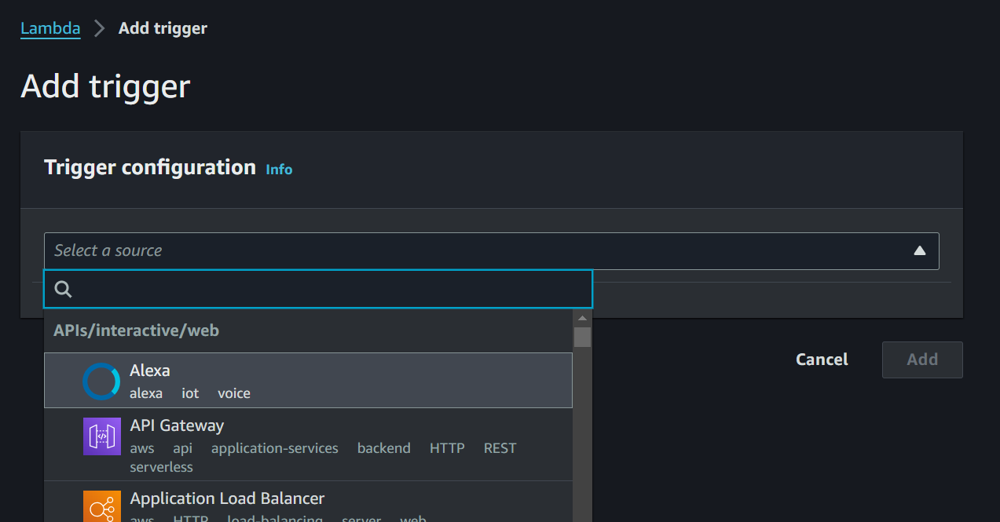 Lambda > Add trigger
Add trigger
Trigger configuration Info
Select a source
APIs/interactive/web
Alexa
alexa iot voice
API Gateway
aws api application-services backend HTTP REST
serverless
Application Load Balancer
aws HTTP load-balancing server web
Cancel Add